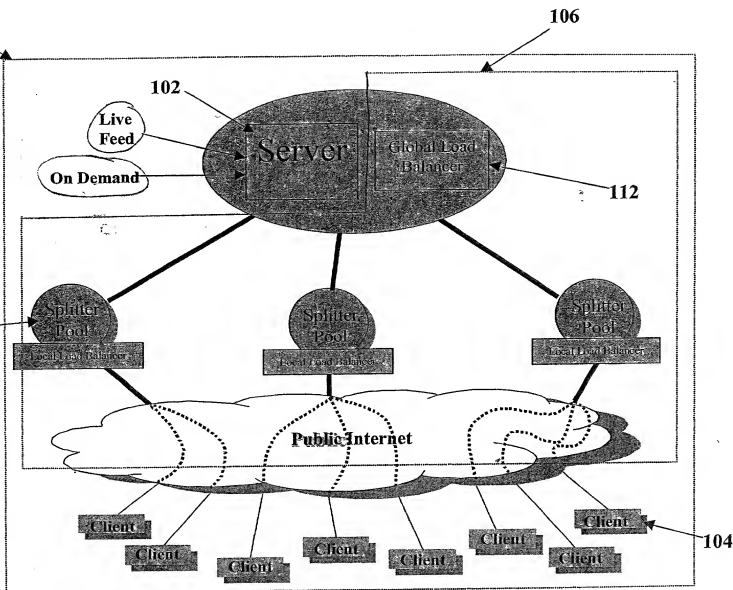 106
102
Live
Feed
Server
Global Load
Balancer
On Demand
112
Splitter
Pool
Local Load Balancer
Splitter
Pool
Local Load Balancer
Splitter
Pool
Local Load Balancer
Public Internet
Client
Client
Client
Client
Client
Client
Client
Client
104